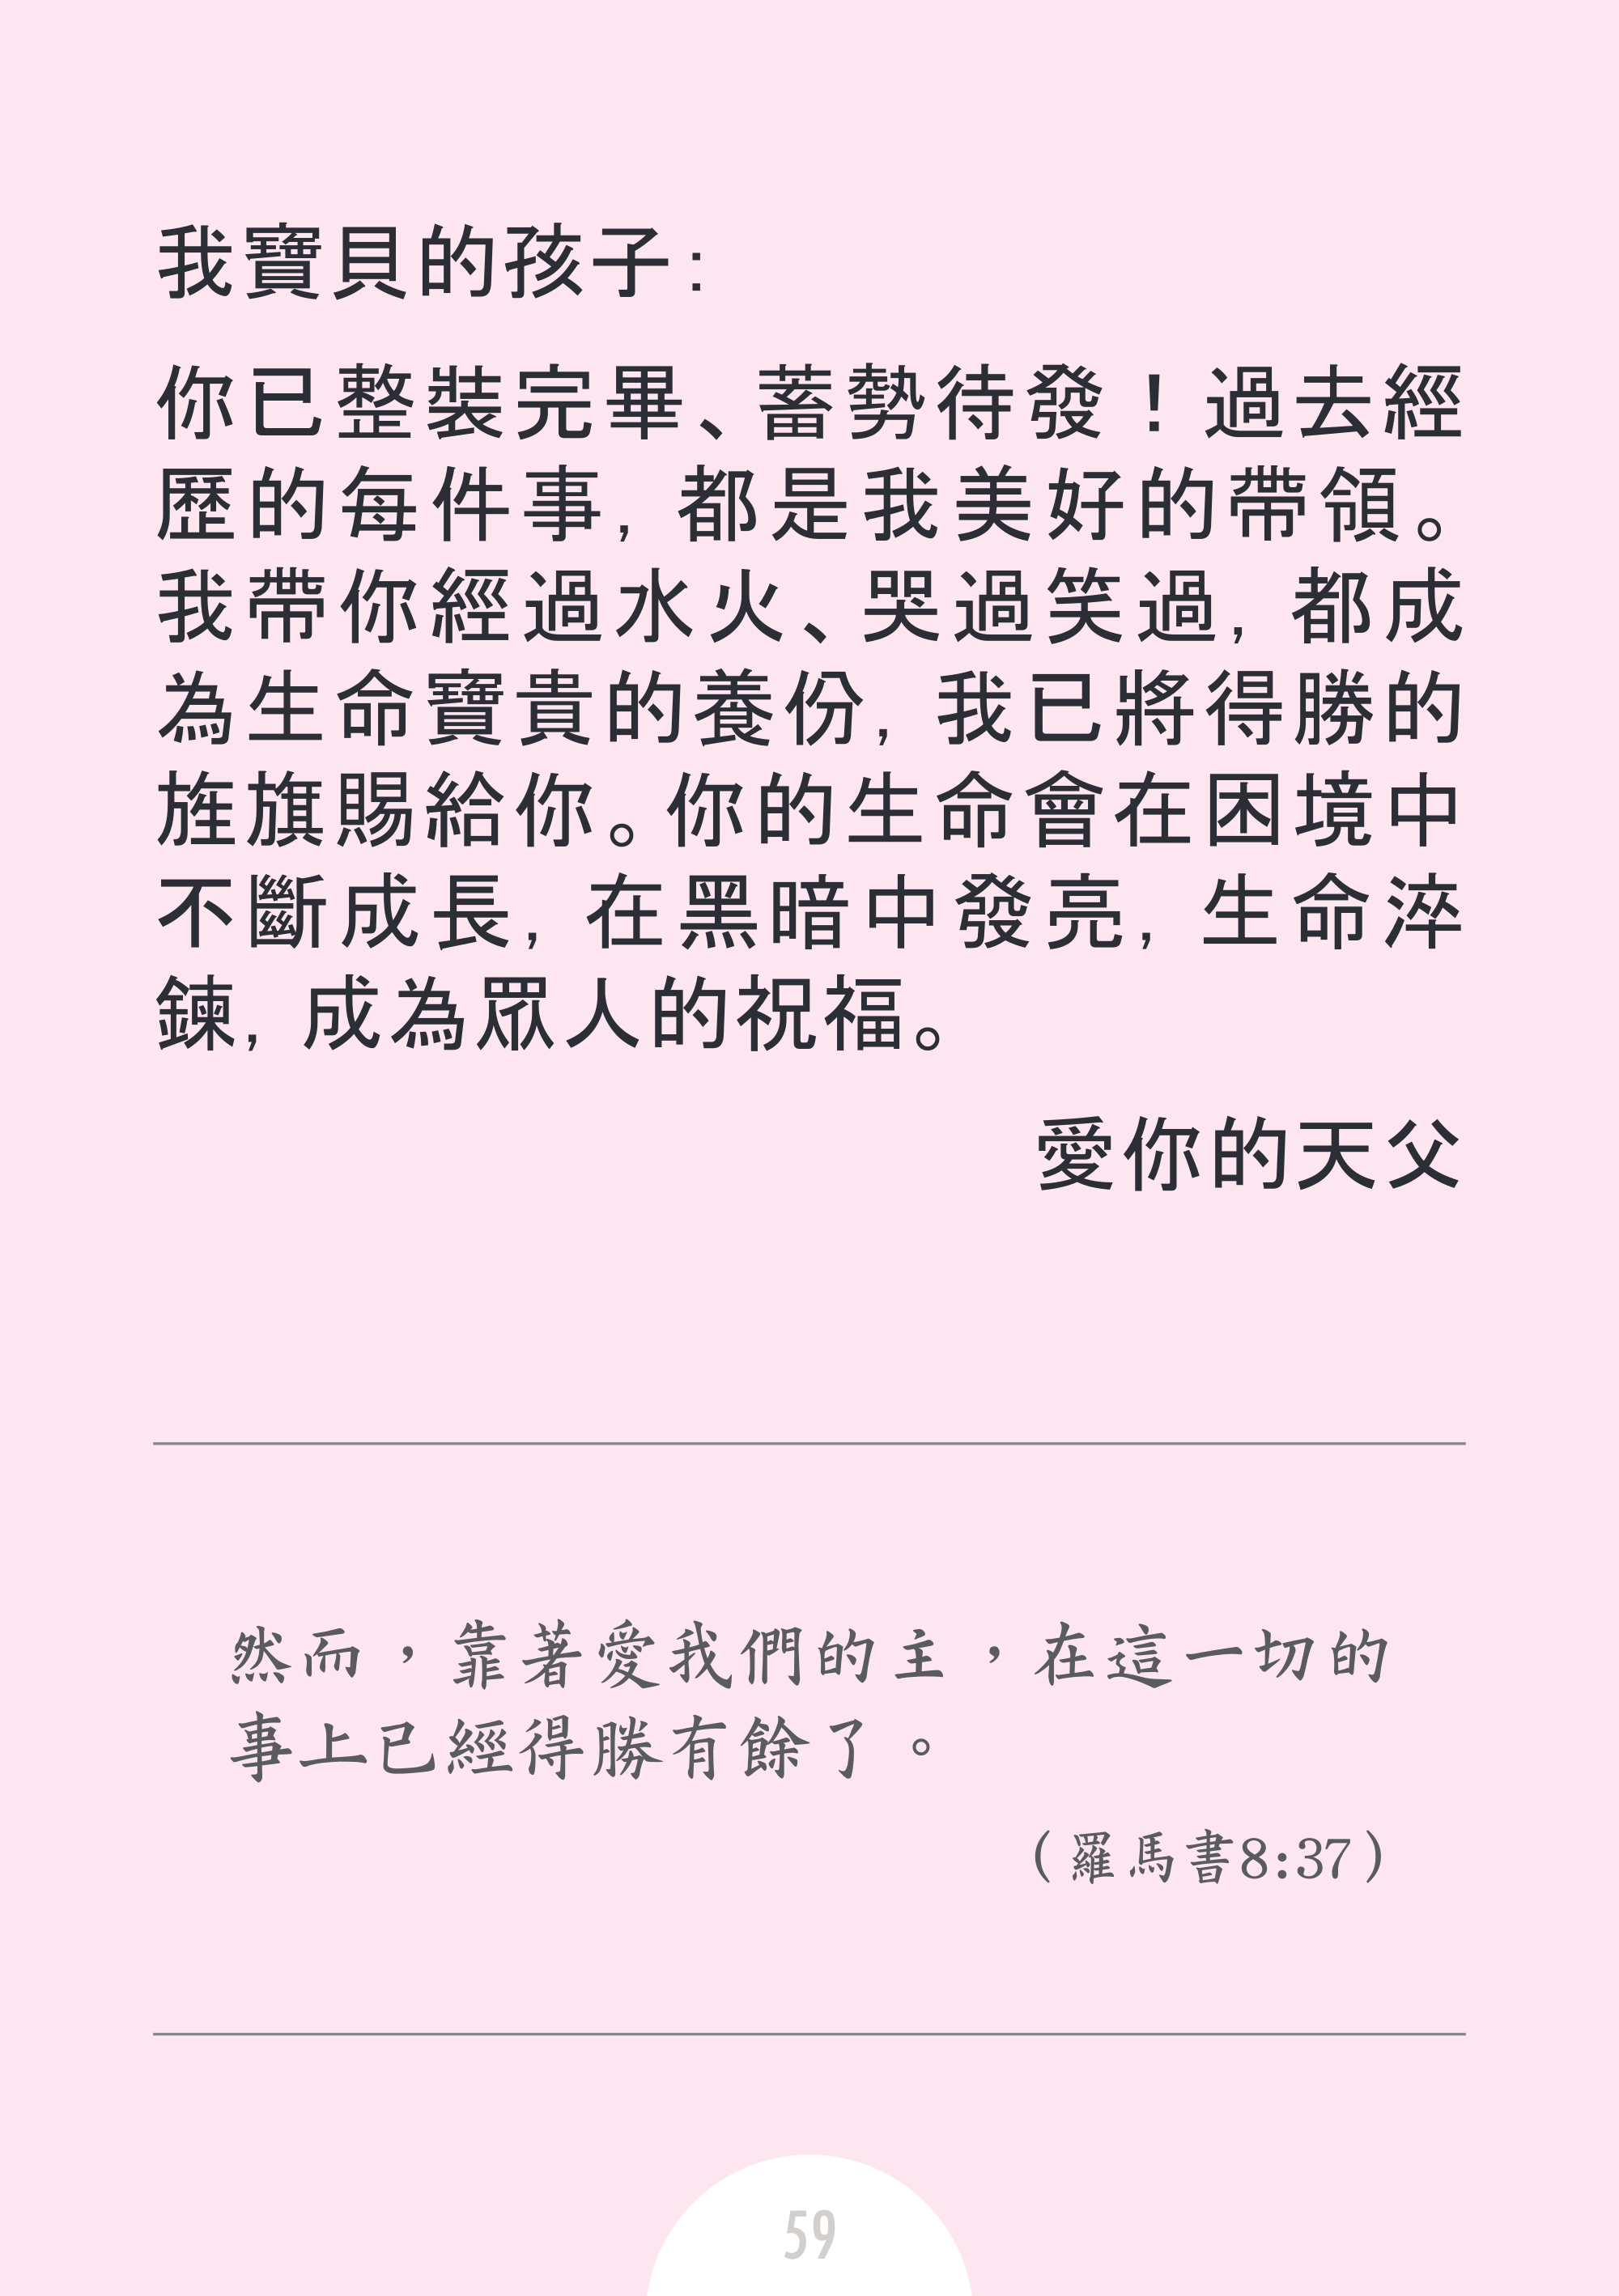 我寶貝的孩子：
你已整裝完畢、蓄勢待發！過去經
歷的每件事，都是我美好的帶領。
我帶你經過水火、哭過笑過，都成
為生命寶貴的養份，我已將得勝的
旌旗賜給你。你的生命會在困境中
不斷成長，在黑暗中發亮，生命淬
鍊，成為眾人的祝福。
愛你的天父
然而，靠著愛我們的主，在這一切的
事上已經得勝有餘了。
（羅馬書8:37）
59